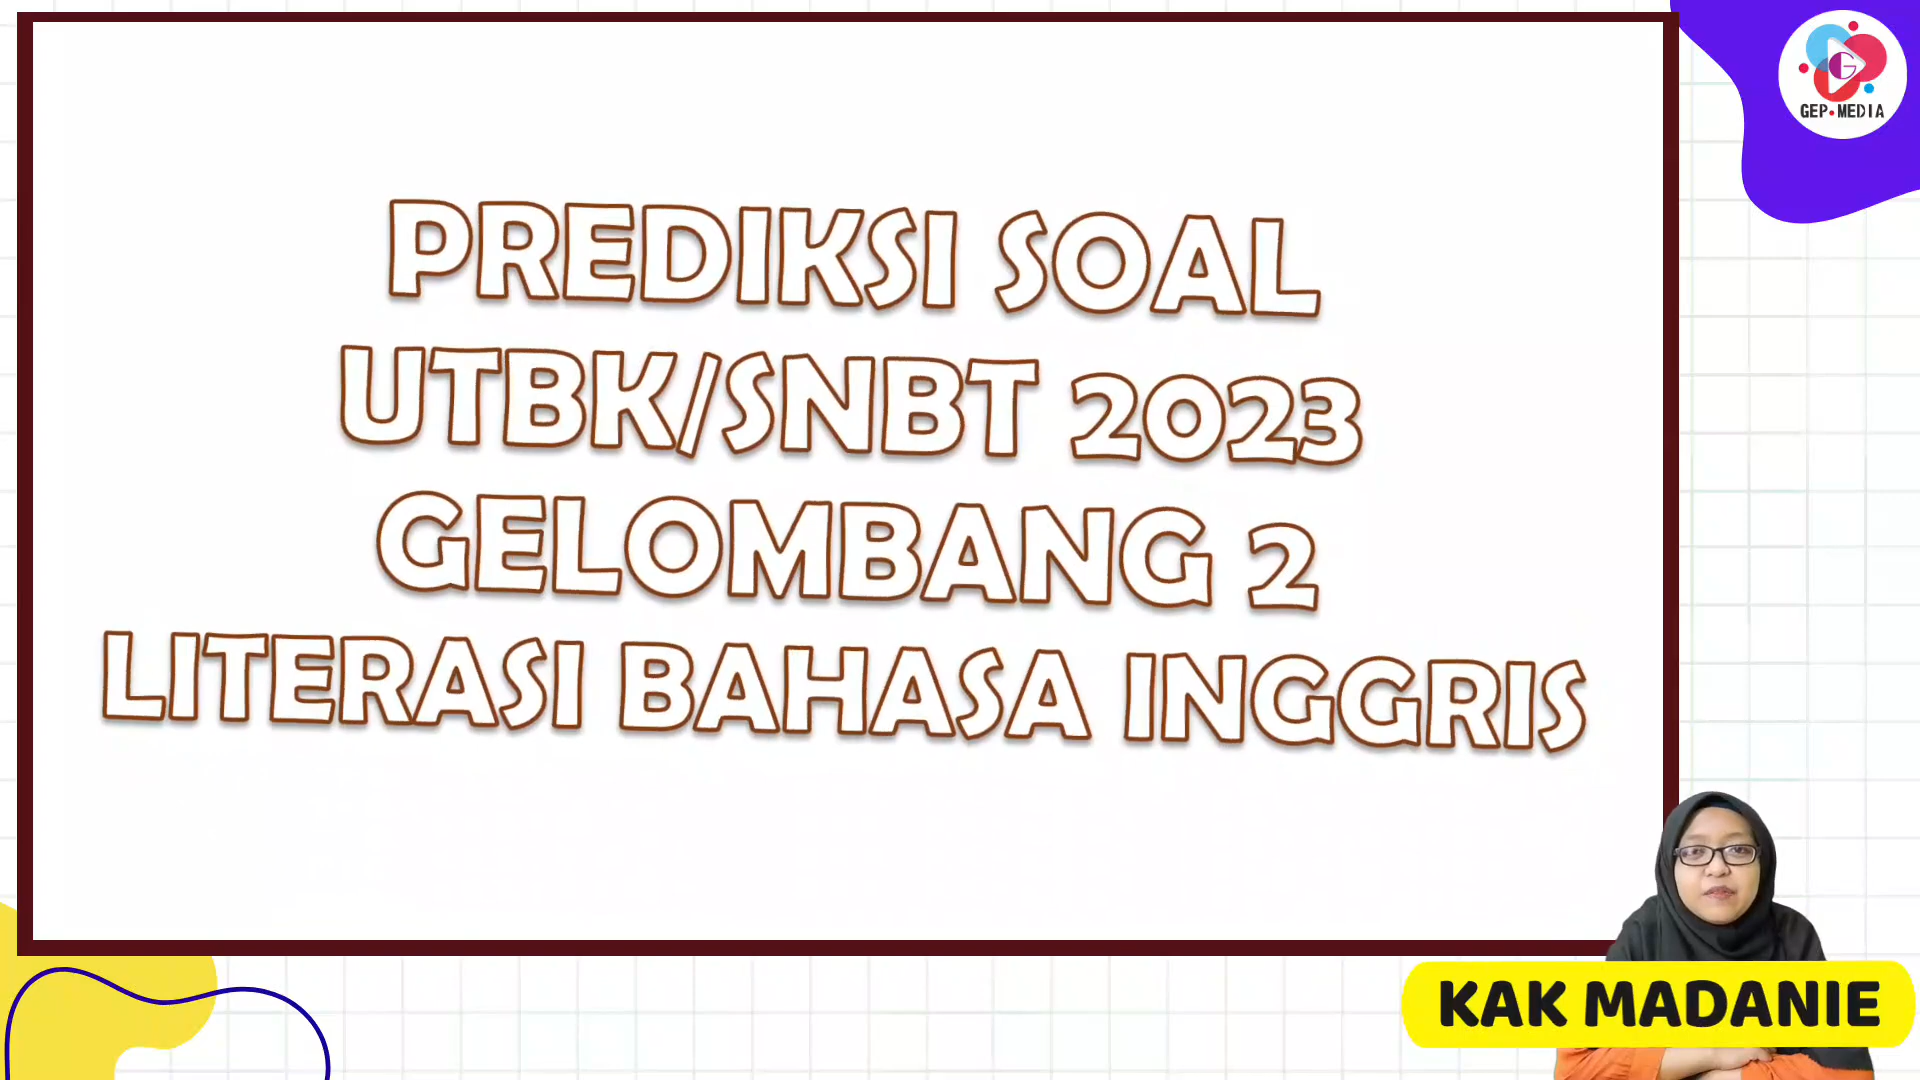 GEP•MEDIA
PREDIKSI SOAL
UTBK/SNBT 2023
GELOMBANG 2
LITERASI BAHASA INGGRIS
KAK MADANIE